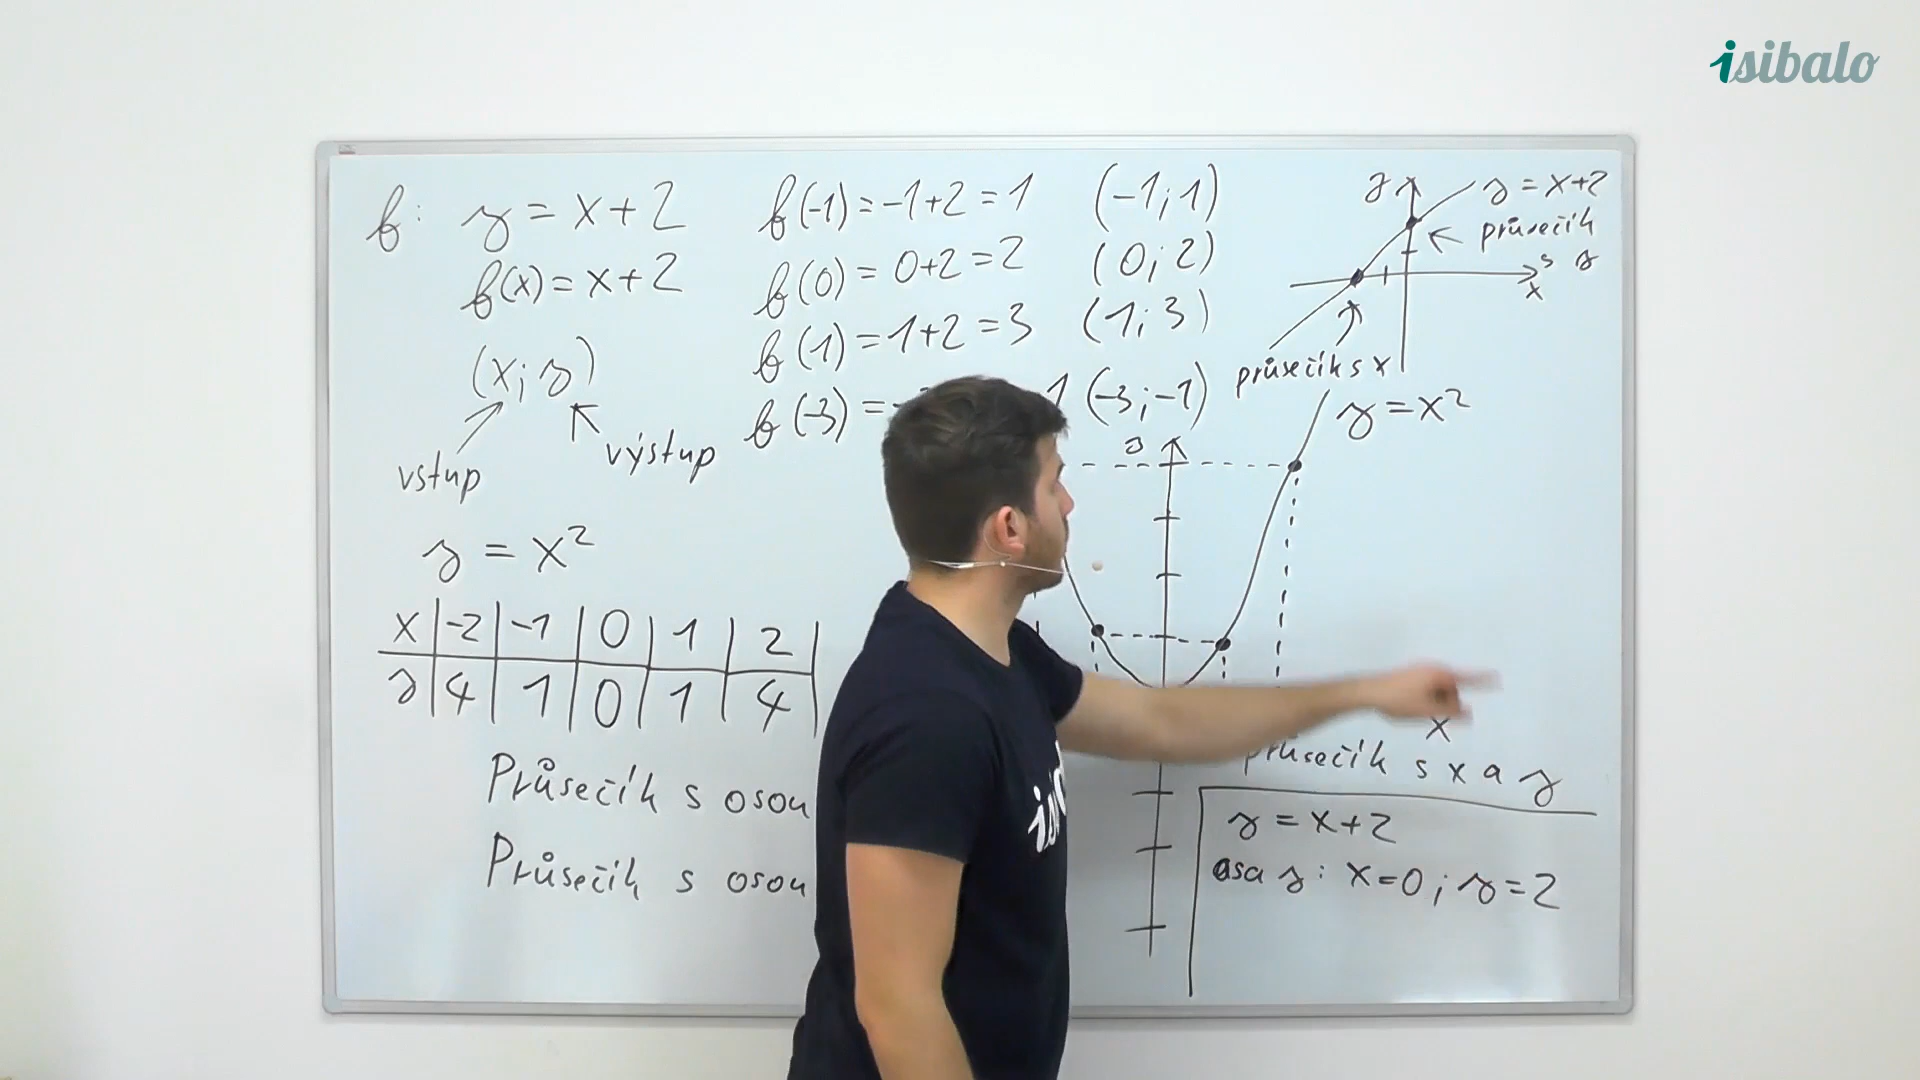 isibalo
f: y = x+2
f(x) = x+2
(x; y)
vstup
výstup
f(-1) = -1+2 = 1 (-1; 1)
f(0) = 0+2 = 2 (0; 2)
f(1) = 1+2 = 3 (1; 3)
f(-3) = - 1 (-3; -1)
y
y = x+2
průsečík
s y
x
průsečík s x
y = x²
y = x²
x -2 -1 0 1 2
y 4 1 0 1 4
y
x
průsečík s x a y
Průsečík s osou
Průsečík s osou
y = x+2
osa y: x=0; y=2